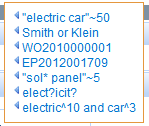 "electric car"~50
Smith or Klein
WO2010000001
EP2012001709
"sol* panel"~5
elect?icit?
electric^10 and car^3